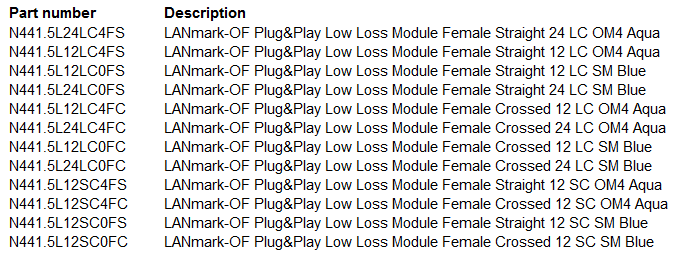 Part number Description
N441.5L24LC4FS LANmark-OF Plug&Play Low Loss Module Female Straight 24 LC OM4 Aqua
N441.5L12LC4FS LANmark-OF Plug&Play Low Loss Module Female Straight 12 LC OM4 Aqua
N441.5L12LC0FS LANmark-OF Plug&Play Low Loss Module Female Straight 12 LC SM Blue
N441.5L24LC0FS LANmark-OF Plug&Play Low Loss Module Female Straight 24 LC SM Blue
N441.5L12LC4FC LANmark-OF Plug&Play Low Loss Module Female Crossed 12 LC OM4 Aqua
N441.5L24LC4FC LANmark-OF Plug&Play Low Loss Module Female Crossed 24 LC OM4 Aqua
N441.5L12LC0FC LANmark-OF Plug&Play Low Loss Module Female Crossed 12 LC SM Blue
N441.5L24LC0FC LANmark-OF Plug&Play Low Loss Module Female Crossed 24 LC SM Blue
N441.5L12SC4FS LANmark-OF Plug&Play Low Loss Module Female Straight 12 SC OM4 Aqua
N441.5L12SC4FC LANmark-OF Plug&Play Low Loss Module Female Crossed 12 SC OM4 Aqua
N441.5L12SC0FS LANmark-OF Plug&Play Low Loss Module Female Straight 12 SC SM Blue
N441.5L12SC0FC LANmark-OF Plug&Play Low Loss Module Female Crossed 12 SC SM Blue